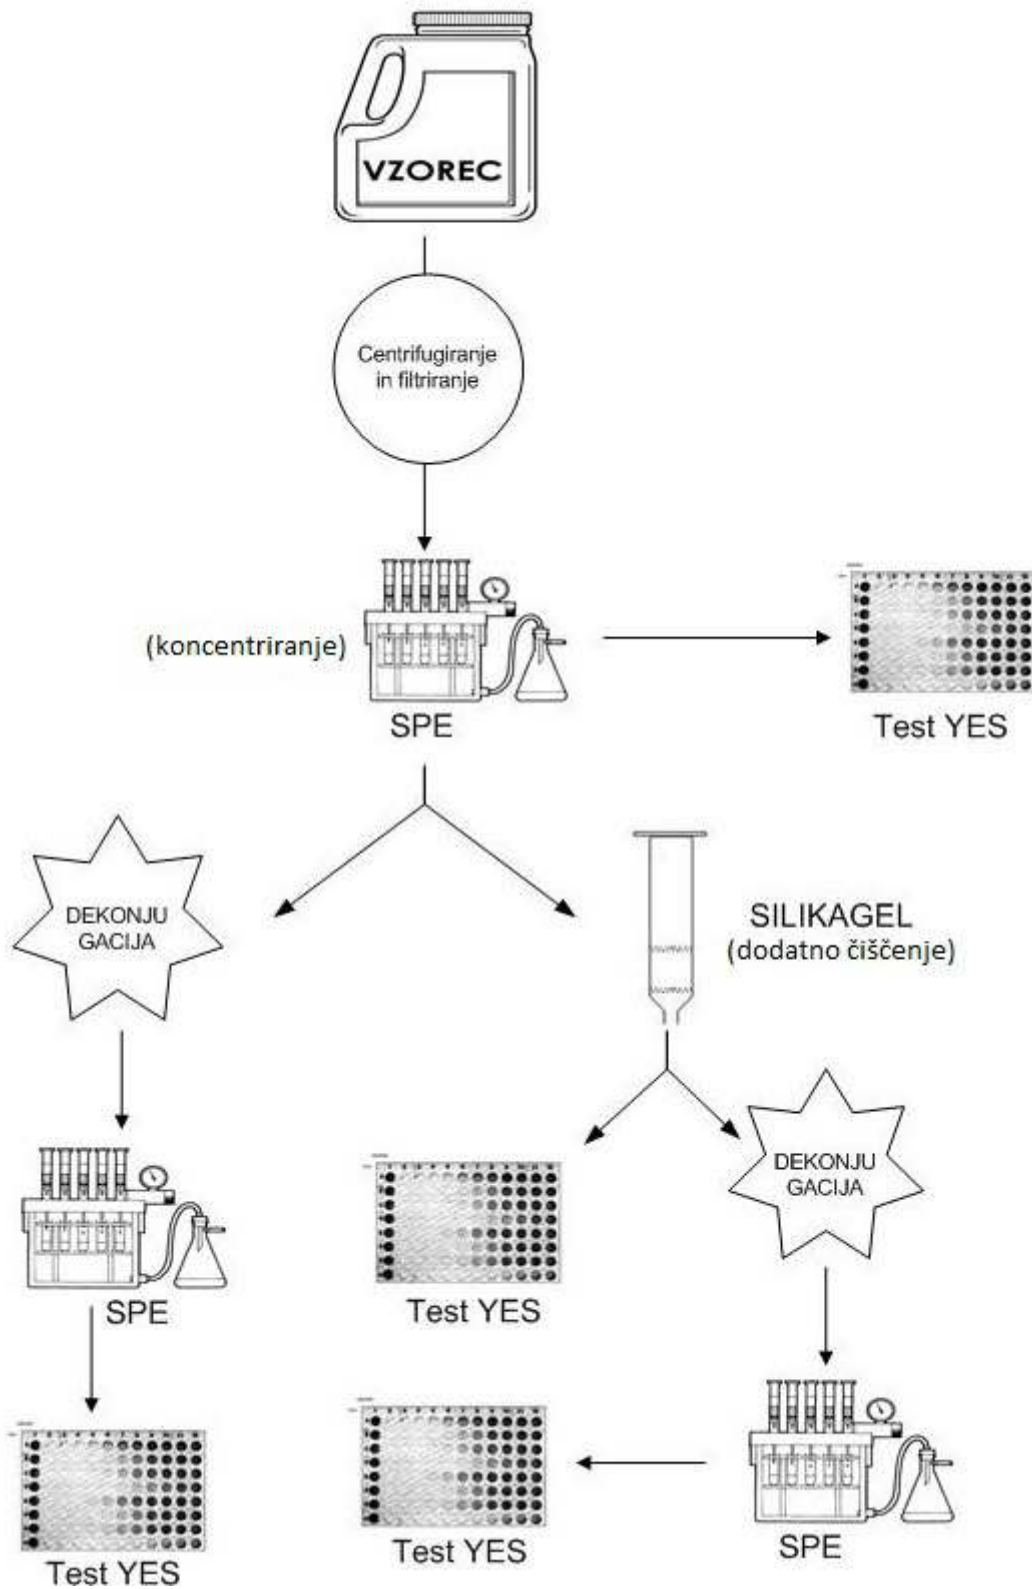 VZOREC
Centrifugiranje
in filtriranje
(koncentriranje)
SPE
Test YES
DEKONJU
GACIJA
SILIKAGEL
(dodatno čiščenje)
DEKONJU
GACIJA
SPE
Test YES
Test YES
SPE
Test YES